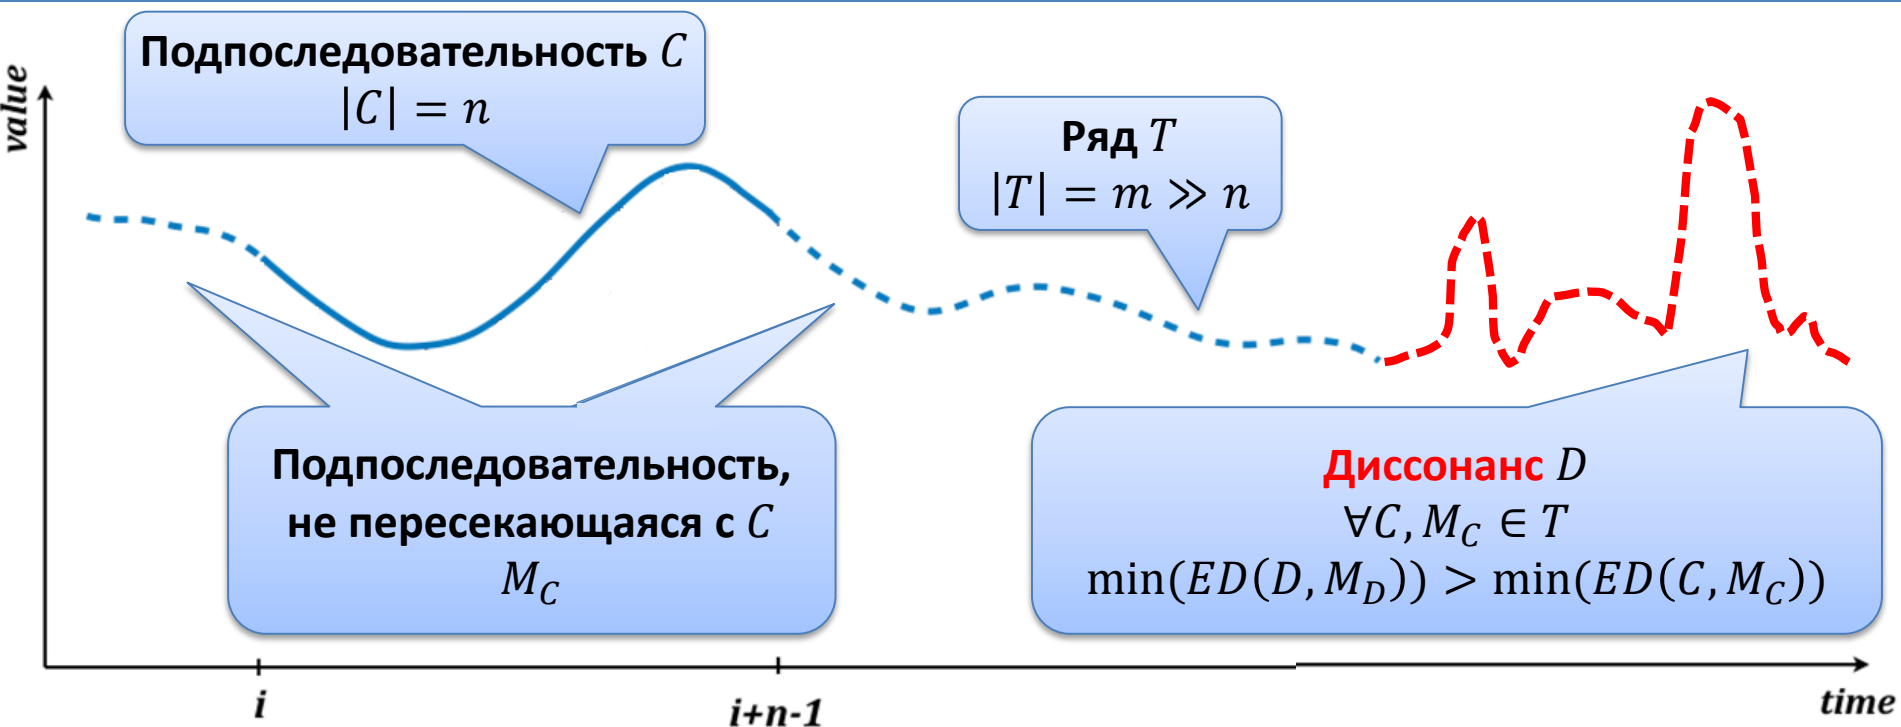 value
Подпоследовательность C
|C| = n
Ряд T
|T| = m ≫ n
Подпоследовательность,
не пересекающаяся с C
M_C
Диссонанс D
∀C, M_C ∈ T
min(ED(D, M_D)) > min(ED(C, M_C))
i
i+n-1
time